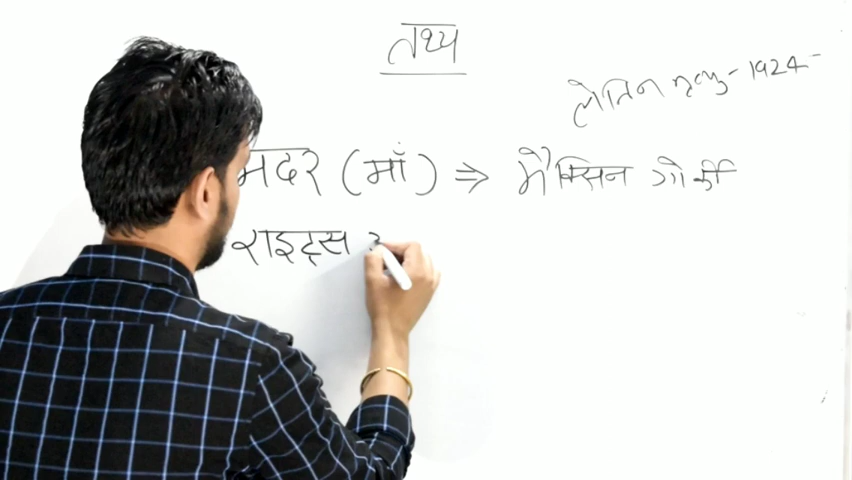 तथ्य
लेनिन मृत्यु - 1924 -
मदर (माँ) ⇒ मैक्सिन गोर्की
राइट्स